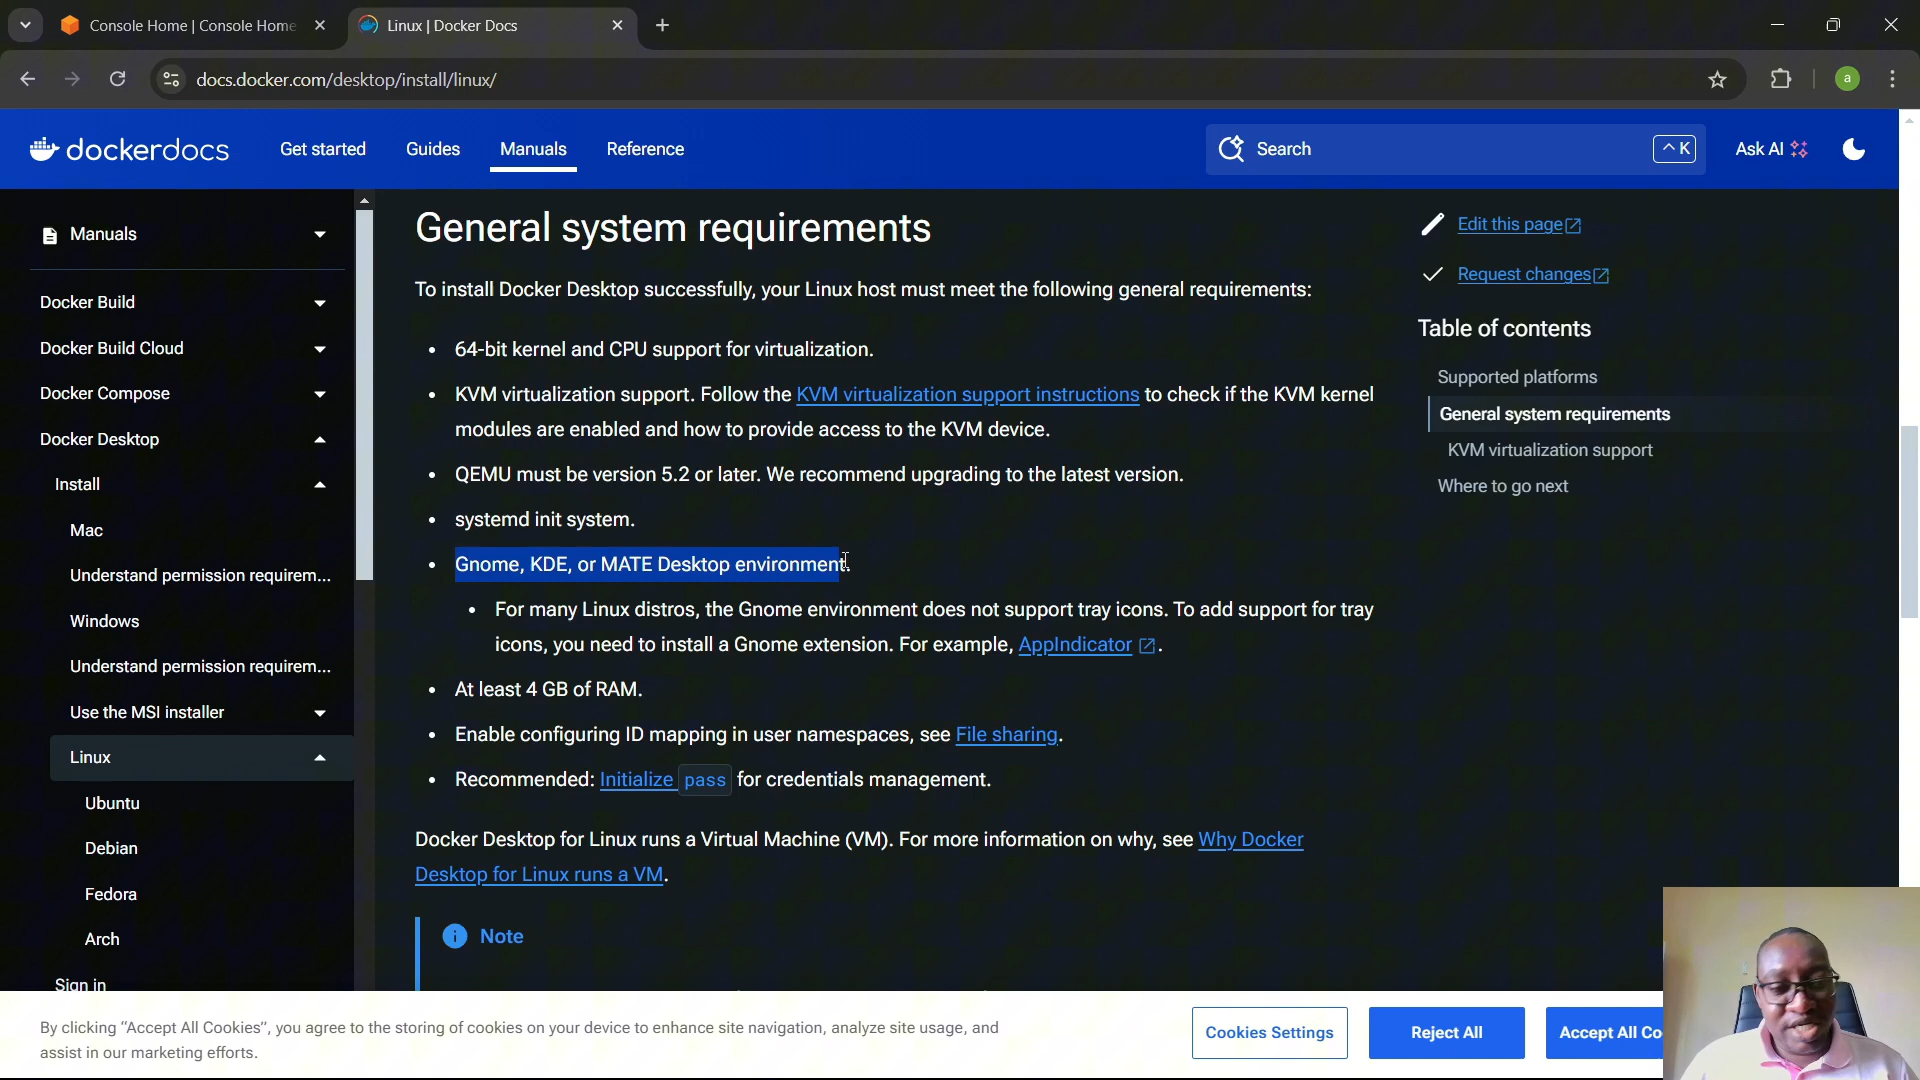 Console Home | Console Home
Linux | Docker Docs
docs.docker.com/desktop/install/linux/
a
dockerdocs
Get started
Guides
Manuals
Reference
Search
^ K
Ask AI
Manuals
Docker Build
Docker Build Cloud
Docker Compose
Docker Desktop
Install
Mac
Understand permission requirem...
Windows
Understand permission requirem...
Use the MSI installer
Linux
Ubuntu
Debian
Fedora
Arch
Sign in
General system requirements
To install Docker Desktop successfully, your Linux host must meet the following general requirements:
• 64-bit kernel and CPU support for virtualization.
• KVM virtualization support. Follow the KVM virtualization support instructions to check if the KVM kernel
modules are enabled and how to provide access to the KVM device.
• QEMU must be version 5.2 or later. We recommend upgrading to the latest version.
• systemd init system.
• Gnome, KDE, or MATE Desktop environment.
• For many Linux distros, the Gnome environment does not support tray icons. To add support for tray
icons, you need to install a Gnome extension. For example, AppIndicator.
• At least 4 GB of RAM.
• Enable configuring ID mapping in user namespaces, see File sharing.
• Recommended: Initialize pass for credentials management.
Docker Desktop for Linux runs a Virtual Machine (VM). For more information on why, see Why Docker
Desktop for Linux runs a VM.
Note
Edit this page
Request changes
Table of contents
Supported platforms
General system requirements
KVM virtualization support
Where to go next
By clicking “Accept All Cookies”, you agree to the storing of cookies on your device to enhance site navigation, analyze site usage, and
assist in our marketing efforts.
Cookies Settings
Reject All
Accept All Co